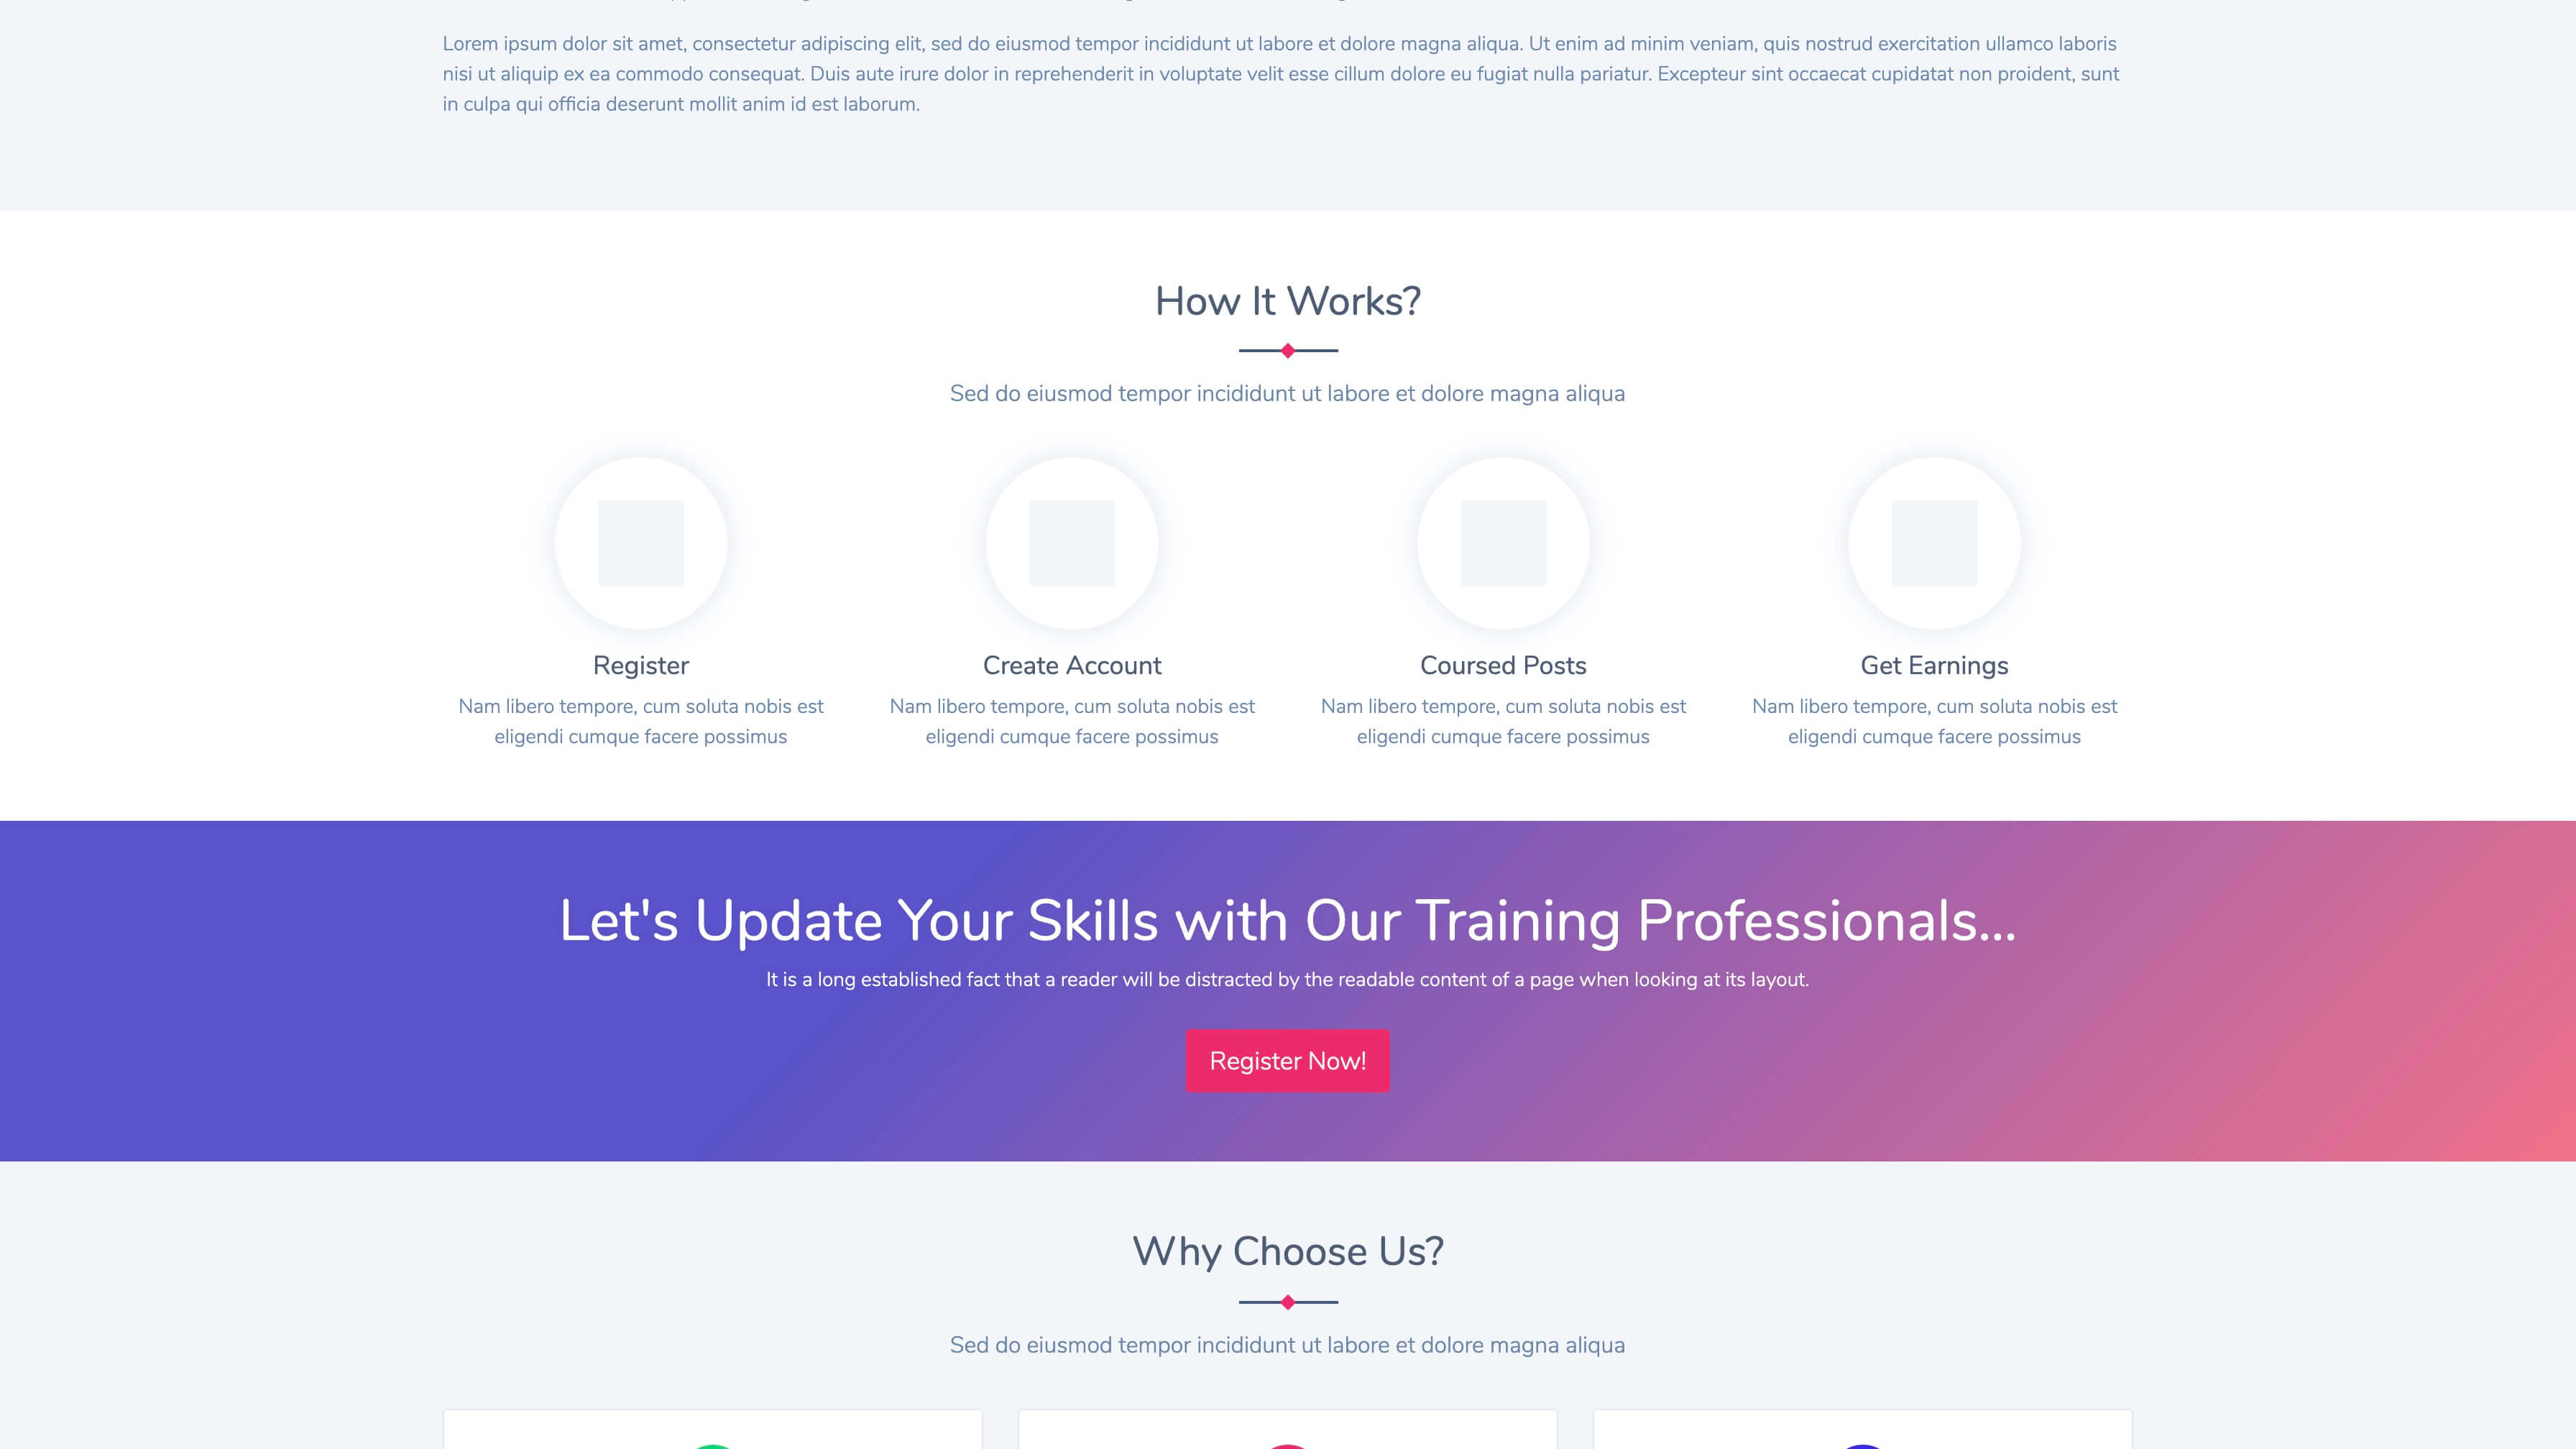 Lorem ipsum dolor sit amet, consectetur adipiscing elit, sed do eiusmod tempor incididunt ut labore et dolore magna aliqua. Ut enim ad minim veniam, quis nostrud exercitation ullamco laboris
nisi ut aliquip ex ea commodo consequat. Duis aute irure dolor in reprehenderit in voluptate velit esse cillum dolore eu fugiat nulla pariatur. Excepteur sint occaecat cupidatat non proident, sunt
in culpa qui officia deserunt mollit anim id est laborum.
How It Works?
Sed do eiusmod tempor incididunt ut labore et dolore magna aliqua
Register
Nam libero tempore, cum soluta nobis est
eligendi cumque facere possimus
Create Account
Nam libero tempore, cum soluta nobis est
eligendi cumque facere possimus
Coursed Posts
Nam libero tempore, cum soluta nobis est
eligendi cumque facere possimus
Get Earnings
Nam libero tempore, cum soluta nobis est
eligendi cumque facere possimus
Let's Update Your Skills with Our Training Professionals...
It is a long established fact that a reader will be distracted by the readable content of a page when looking at its layout.
Register Now!
Why Choose Us?
Sed do eiusmod tempor incididunt ut labore et dolore magna aliqua